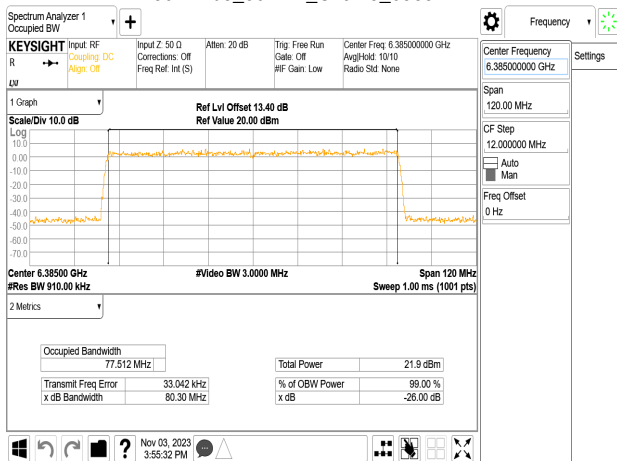 Spectrum Analyzer 1
Occupied BW
Frequency
KEYSIGHT
R
LXI
Input: RF
Coupling: DC
Align: Off
Input Z: 50 Ω
Corrections: Off
Freq Ref: Int (S)
Atten: 20 dB
Trig: Free Run
Gate: Off
#IF Gain: Low
Center Freq: 6.385000000 GHz
Avg|Hold: 10/10
Radio Std: None
Center Frequency
6.385000000 GHz
Settings
Span
120.00 MHz
CF Step
12.000000 MHz
Auto
Man
Freq Offset
0 Hz
1 Graph
Scale/Div 10.0 dB
Ref Lvl Offset 13.40 dB
Ref Value 20.00 dBm
Log
10.0
0.00
-10.0
-20.0
-30.0
-40.0
-50.0
-60.0
-70.0
Center 6.38500 GHz
#Video BW 3.0000 MHz
Span 120 MHz
#Res BW 910.00 kHz
Sweep 1.00 ms (1001 pts)
2 Metrics
Occupied Bandwidth
77.512 MHz
Total Power
21.9 dBm
Transmit Freq Error
33.042 kHz
% of OBW Power
99.00 %
x dB Bandwidth
80.30 MHz
x dB
-26.00 dB
?
Nov 03, 2023
3:55:32 PM